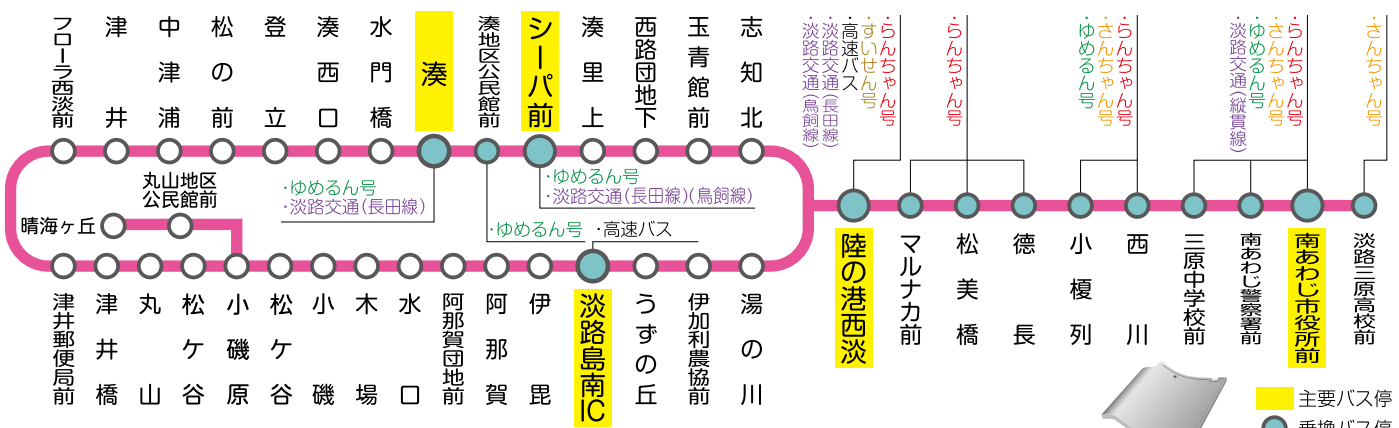 フローラ西淡前
津井
中津浦
松の前
登立
湊西口
水門橋
湊
湊地区公民館前
シーパ前
湊里上
西路団地下
玉青館前
志知北
・らんちゃん号
・すいせん号
・高速バス
・淡路交通(長田線)
・淡路交通(鳥飼線)
・らんちゃん号
・らんちゃん号
・さんちゃん号
・ゆめるん号
・らんちゃん号
・さんちゃん号
・ゆめるん号
・淡路交通(縦貫線)
・さんちゃん号
・ゆめるん号
・淡路交通(長田線)
・ゆめるん号
・ゆめるん号
・淡路交通(長田線)(鳥飼線)
・高速バス
丸山地区
公民館前
晴海ヶ丘
津井郵便局前
津井橋
丸山
松ケ谷
小磯原
松ケ谷
小磯
木場
水口
阿那賀団地前
阿那賀
伊毘
淡路島南IC
うずの丘
伊加利農協前
湯の川
陸の港西淡
マルナカ前
松美橋
徳長
小榎列
西川
三原中学校前
南あわじ警察署前
南あわじ市役所前
淡路三原高校前
主要バス停
乗換バス停